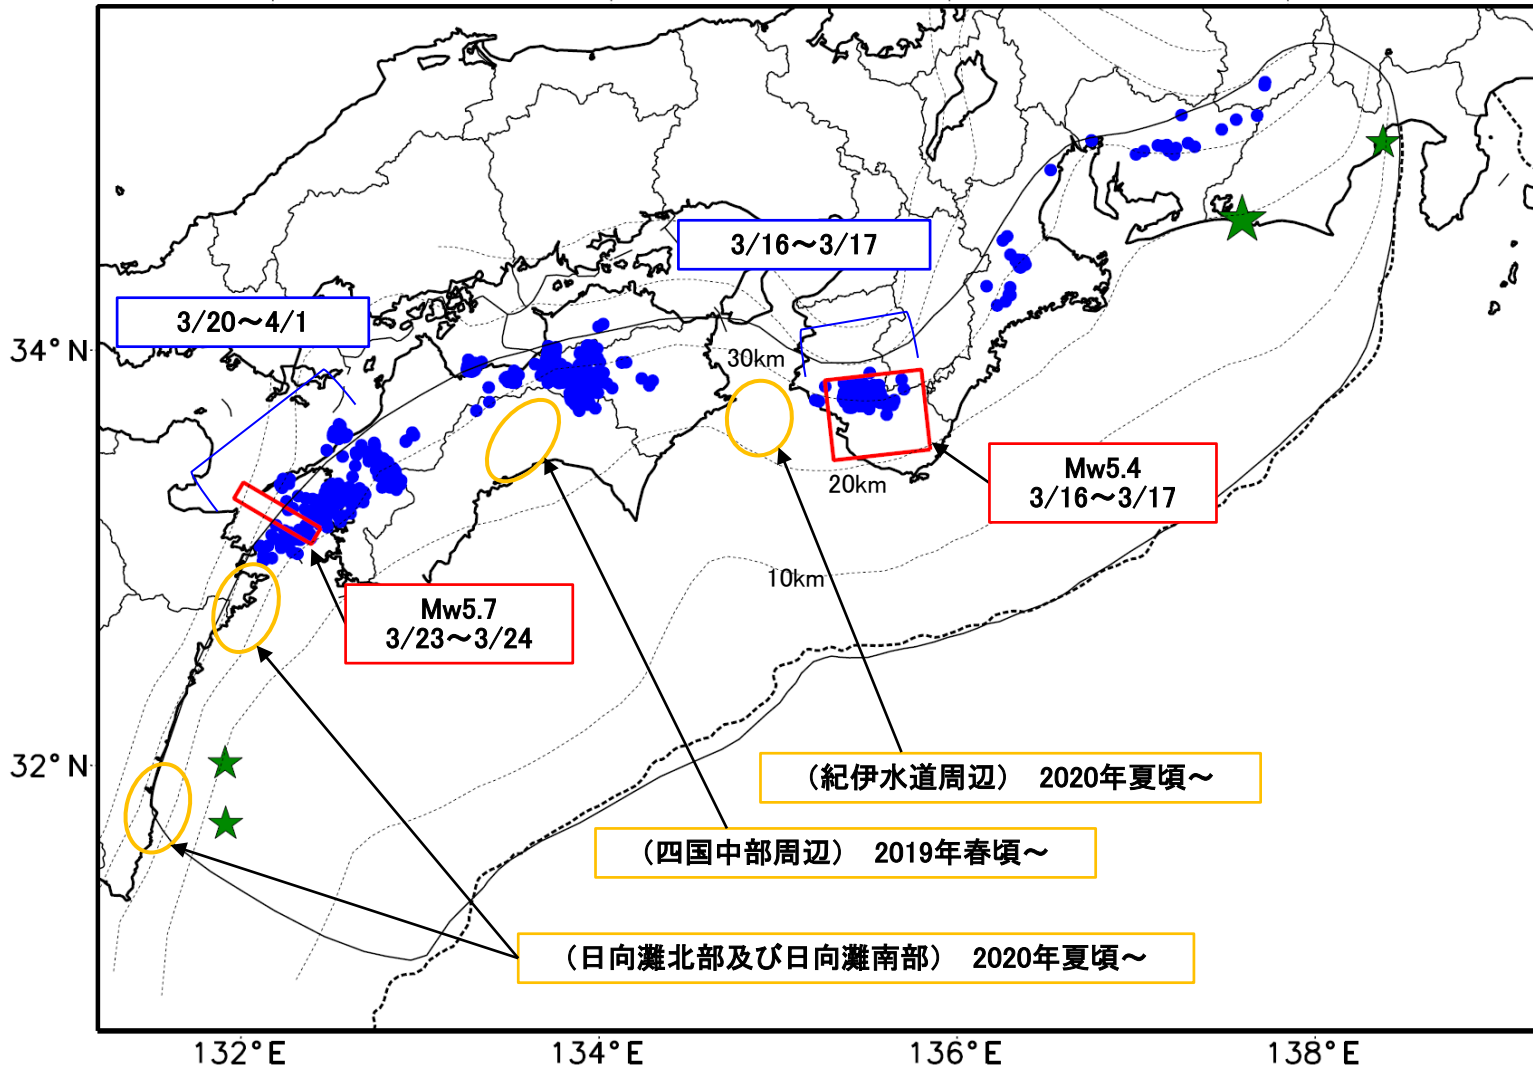 3/16～3/17
3/20～4/1
34°N
30km
20km
Mw5.4
3/16～3/17
10km
Mw5.7
3/23～3/24
32°N
（紀伊水道周辺） 2020年夏頃～
（四国中部周辺） 2019年春頃～
（日向灘北部及び日向灘南部） 2020年夏頃～
132°E
134°E
136°E
138°E